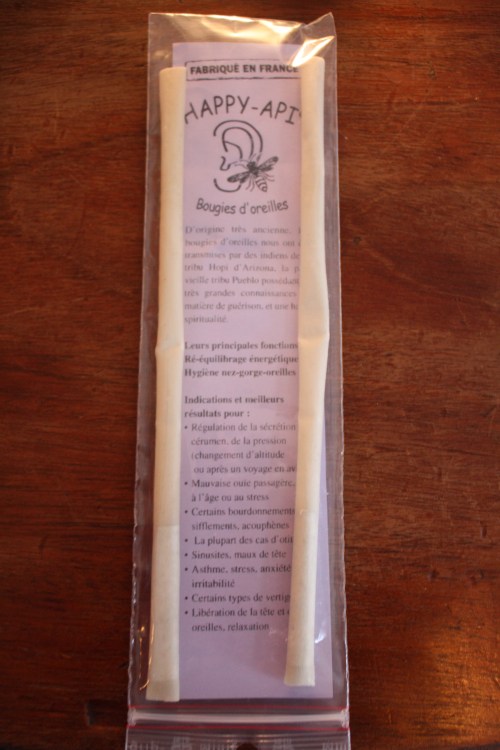 FABRIQUÉ EN FRANCE
HAPPY-API
Bougies d'oreilles
D'origine très ancienne,
bougies d'oreilles nous ont
transmises par des indiens de
tribu Hopi d'Arizona, la
vieille tribu Pueblo
très grandes connaissances
matière de guérison, et une
spiritualité.
Leurs principales fonctions
Ré-équilibrage énergétique
Hygiène nez-gorge-oreilles
Indications et meilleurs
résultats pour :
• Régulation de la sécrétion
cérumen, de la pression
(changement d'altitude
ou après un voyage en
• Mauvaise ouïe passagère,
à l'âge ou au stress
• Certains bourdonnements
sifflements, acouphènes
• La plupart des cas
• Sinusites, maux de tête
• Asthme, stress, anxiété
irritabilité
• Certains types de
• Libération de la tête et
oreilles, relaxation